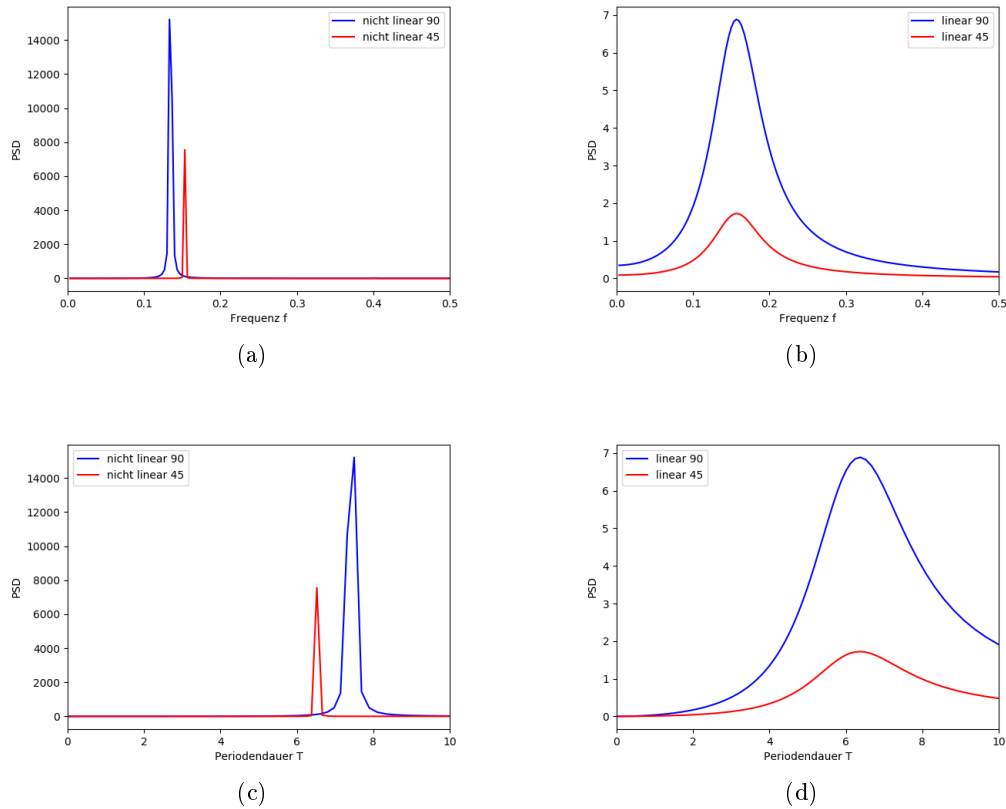 nicht linear 90
nicht linear 45
PSD
14000
12000
10000
8000
6000
4000
2000
0
0.0 0.1 0.2 0.3 0.4 0.5
Frequenz f
(a)
linear 90
linear 45
PSD
7
6
5
4
3
2
1
0
0.0 0.1 0.2 0.3 0.4 0.5
Frequenz f
(b)
nicht linear 90
nicht linear 45
PSD
14000
12000
10000
8000
6000
4000
2000
0
0 2 4 6 8 10
Periodendauer T
(c)
linear 90
linear 45
PSD
7
6
5
4
3
2
1
0
0 2 4 6 8 10
Periodendauer T
(d)